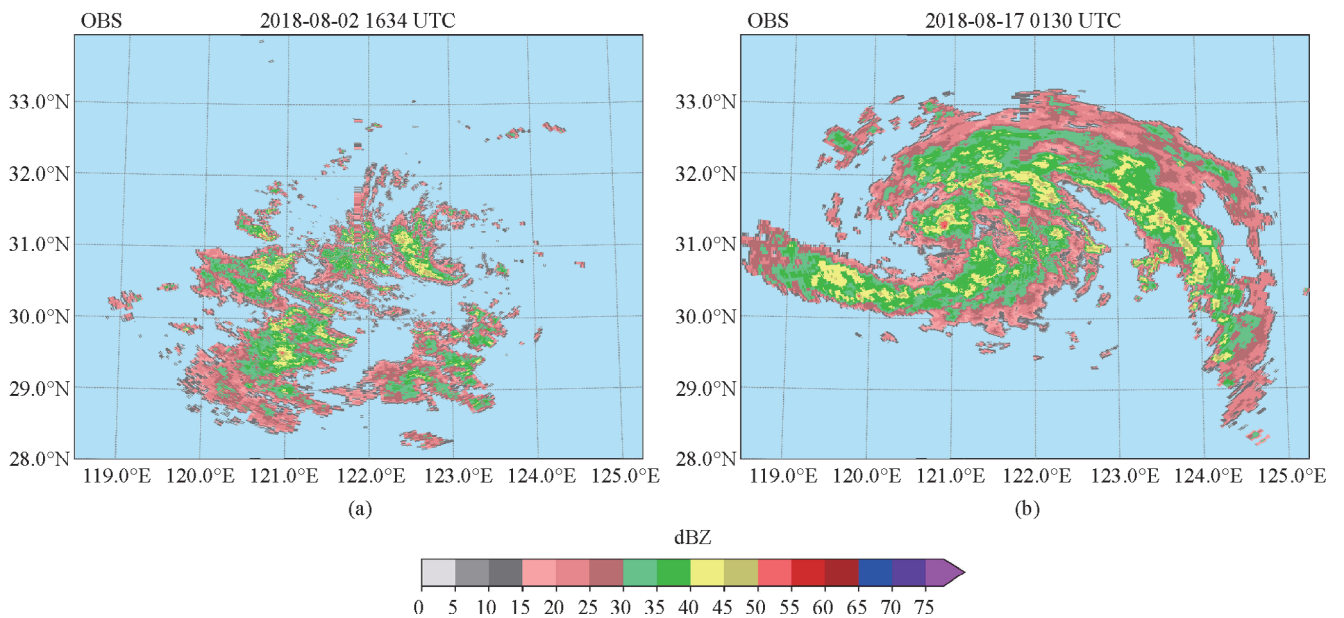 OBS 2018-08-02 1634 UTC
OBS 2018-08-17 0130 UTC
33.0°N
32.0°N
31.0°N
30.0°N
29.0°N
28.0°N
119.0°E 120.0°E 121.0°E 122.0°E 123.0°E 124.0°E 125.0°E
(a)
33.0°N
32.0°N
31.0°N
30.0°N
29.0°N
28.0°N
119.0°E 120.0°E 121.0°E 122.0°E 123.0°E 124.0°E 125.0°E
(b)
dBZ
0 5 10 15 20 25 30 35 40 45 50 55 60 65 70 75